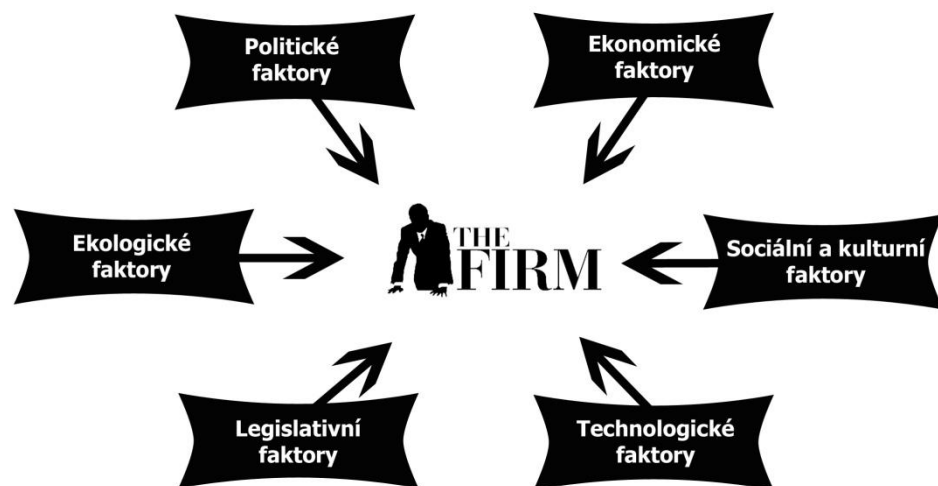 Politické
faktory
Ekonomické
faktory
Ekologické
faktory
THE
FIRM
Sociální a kulturní
faktory
Legislativní
faktory
Technologické
faktory